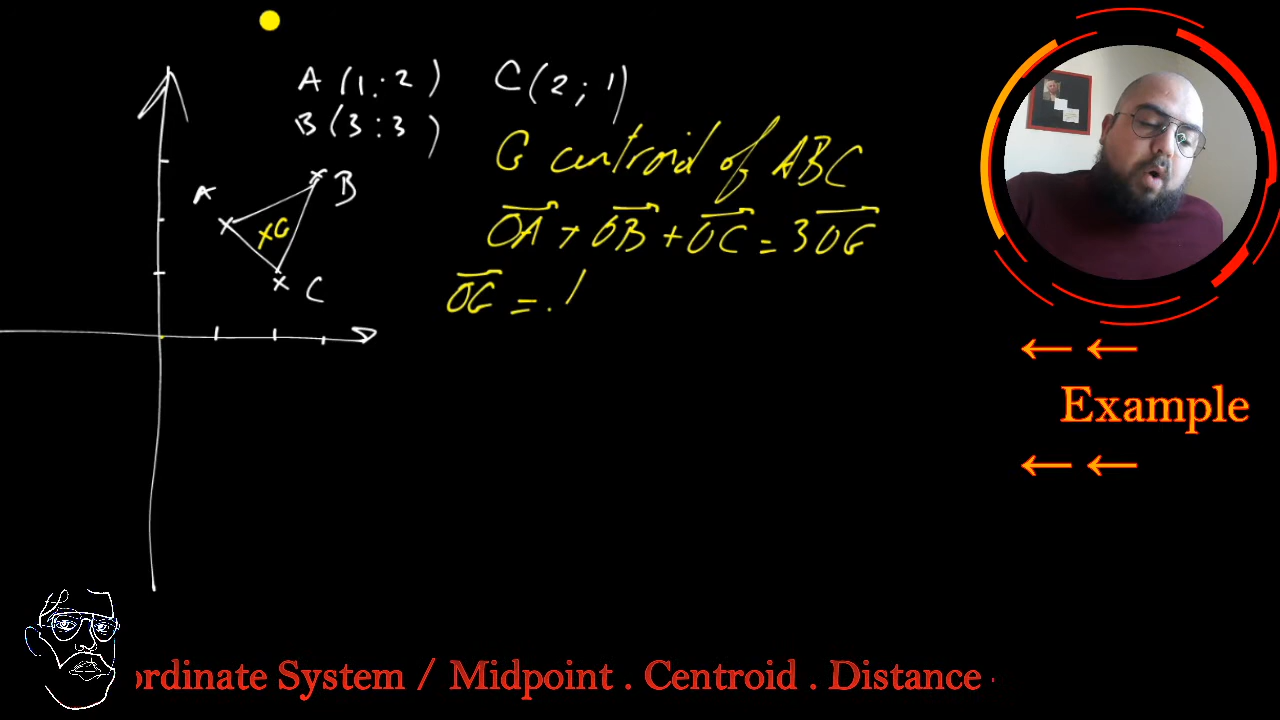 A (1 ; 2) C (2 ; 1)
B (3 ; 3)
G centroid of ABC
A
B
G
C
OA + OB + OC = 3OG
OG =
Example
ordinate System / Midpoint . Centroid . Distance